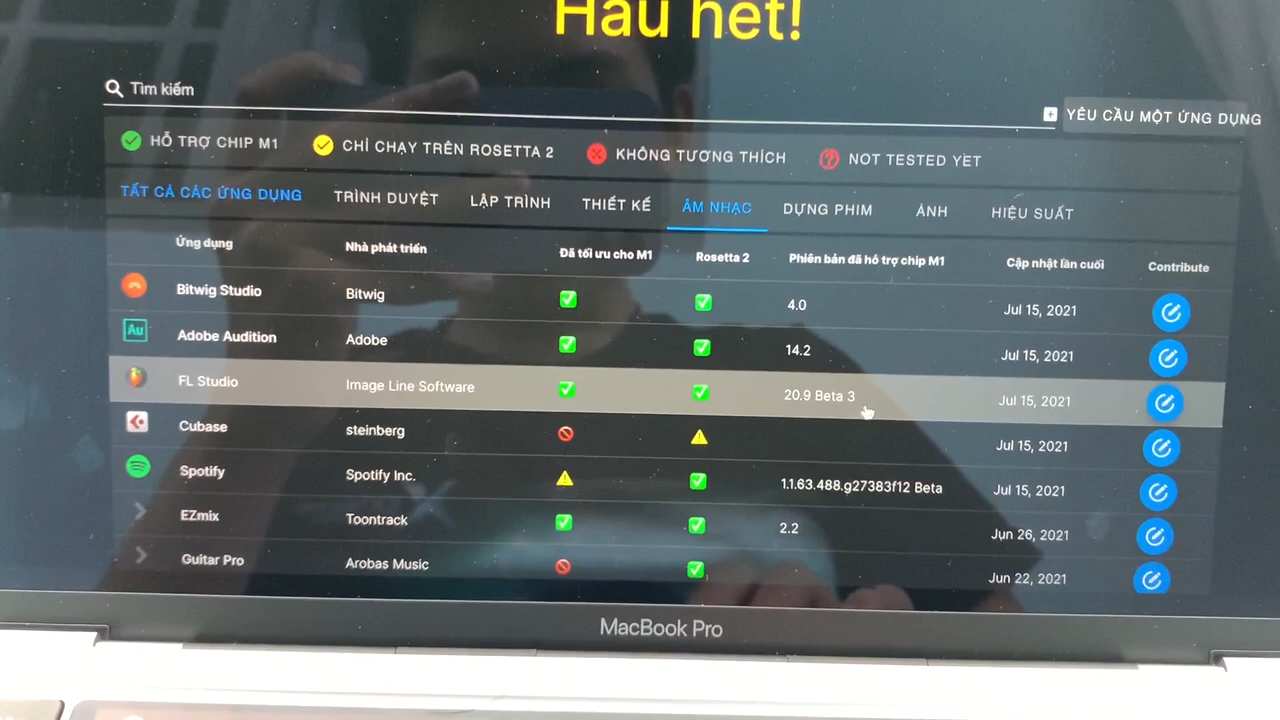 Hầu hết!
Tìm kiếm
YÊU CẦU MỘT ỨNG DỤNG
HỖ TRỢ CHIP M1 CHỈ CHẠY TRÊN ROSETTA 2 KHÔNG TƯƠNG THÍCH NOT TESTED YET
TẤT CẢ CÁC ỨNG DỤNG TRÌNH DUYỆT LẬP TRÌNH THIẾT KẾ ÂM NHẠC DỰNG PHIM ẢNH HIỆU SUẤT
Ứng dụng Nhà phát triển Đã tối ưu cho M1 Rosetta 2 Phiên bản đã hỗ trợ chip M1 Cập nhật lần cuối Contribute
Bitwig Studio Bitwig 4.0 Jul 15, 2021
Au Adobe Audition Adobe 14.2 Jul 15, 2021
FL Studio Image Line Software 20.9 Beta 3 Jul 15, 2021
Cubase steinberg Jul 15, 2021
Spotify Spotify Inc. 1.1.63.488.g27383f12 Beta Jul 15, 2021
EZmix Toontrack 2.2 Jun 26, 2021
Guitar Pro Arobas Music Jun 22, 2021
MacBook Pro